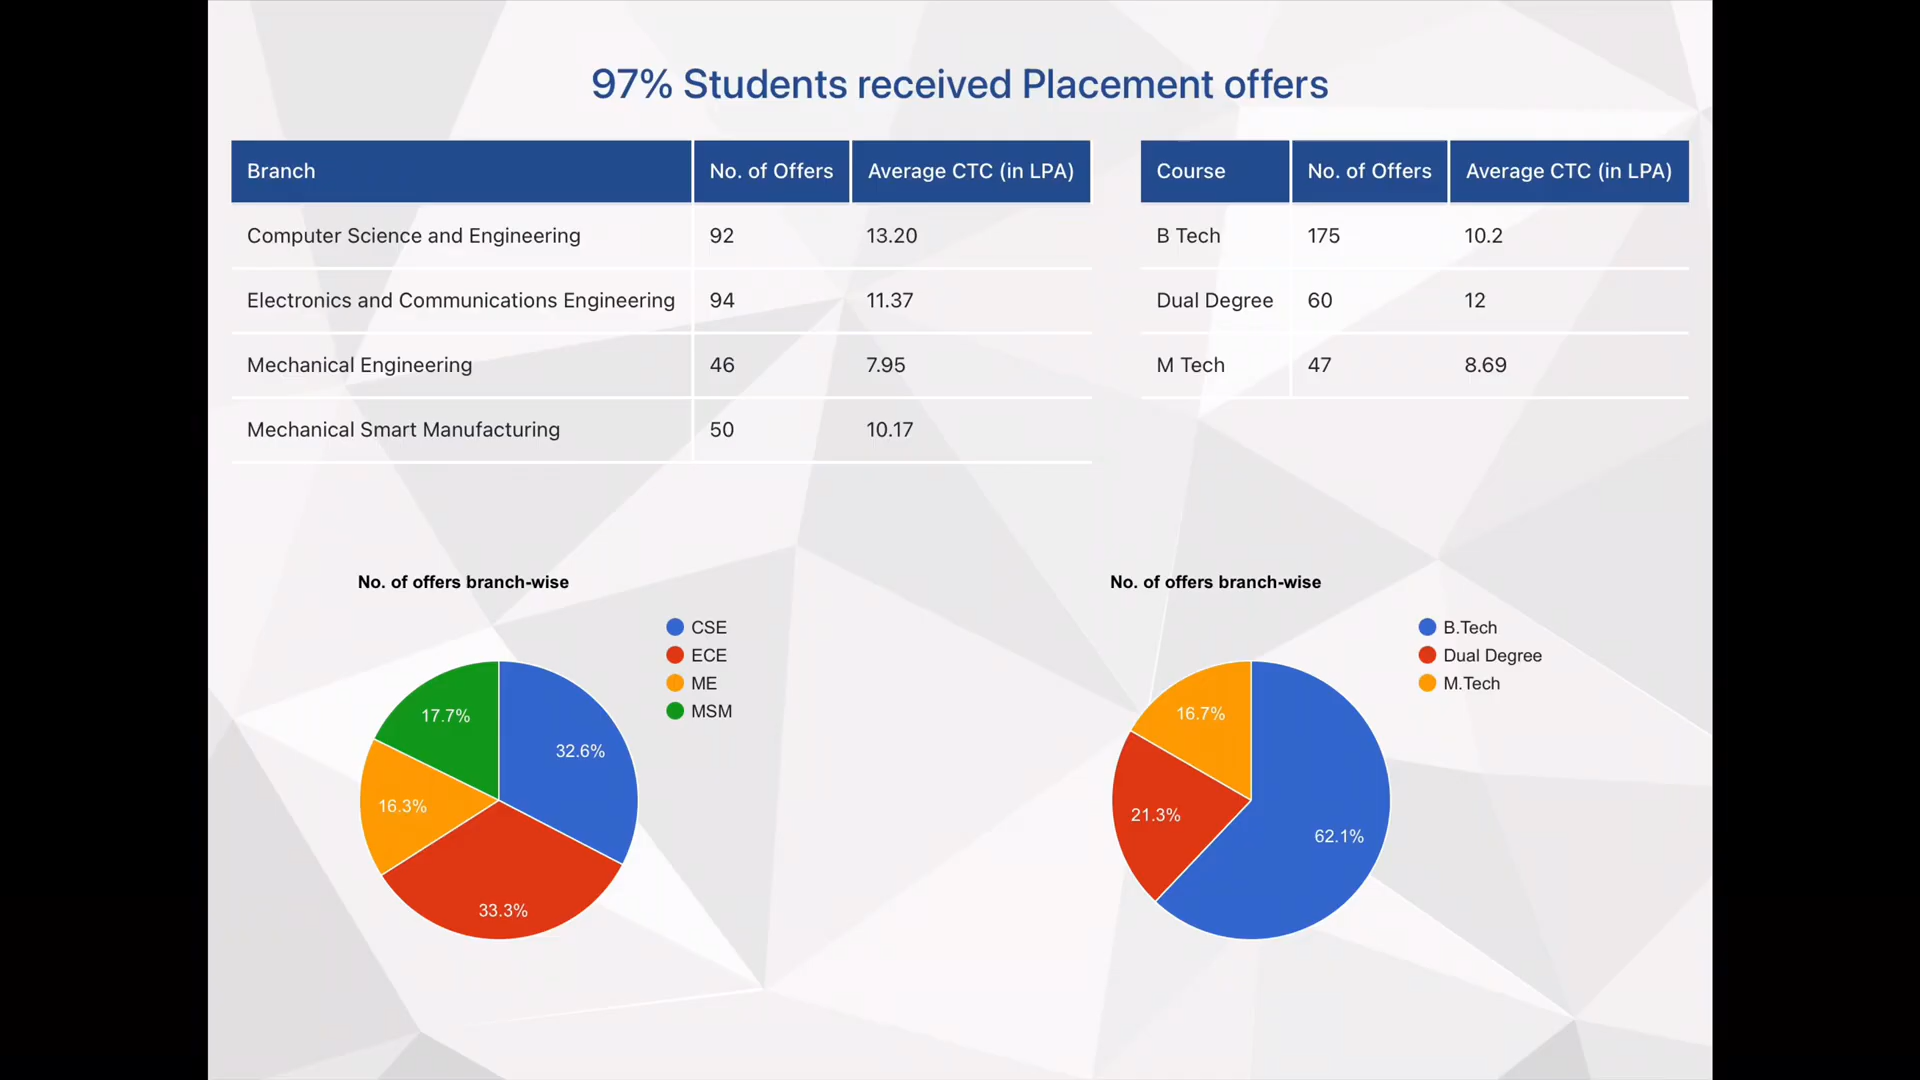 97% Students received Placement offers
Branch No. of Offers Average CTC (in LPA)
Computer Science and Engineering 92 13.20
Electronics and Communications Engineering 94 11.37
Mechanical Engineering 46 7.95
Mechanical Smart Manufacturing 50 10.17
Course No. of Offers Average CTC (in LPA)
B Tech 175 10.2
Dual Degree 60 12
M Tech 47 8.69
No. of offers branch-wise
CSE
ECE
ME
MSM
17.7%
32.6%
16.3%
33.3%
No. of offers branch-wise
B.Tech
Dual Degree
M.Tech
16.7%
21.3%
62.1%